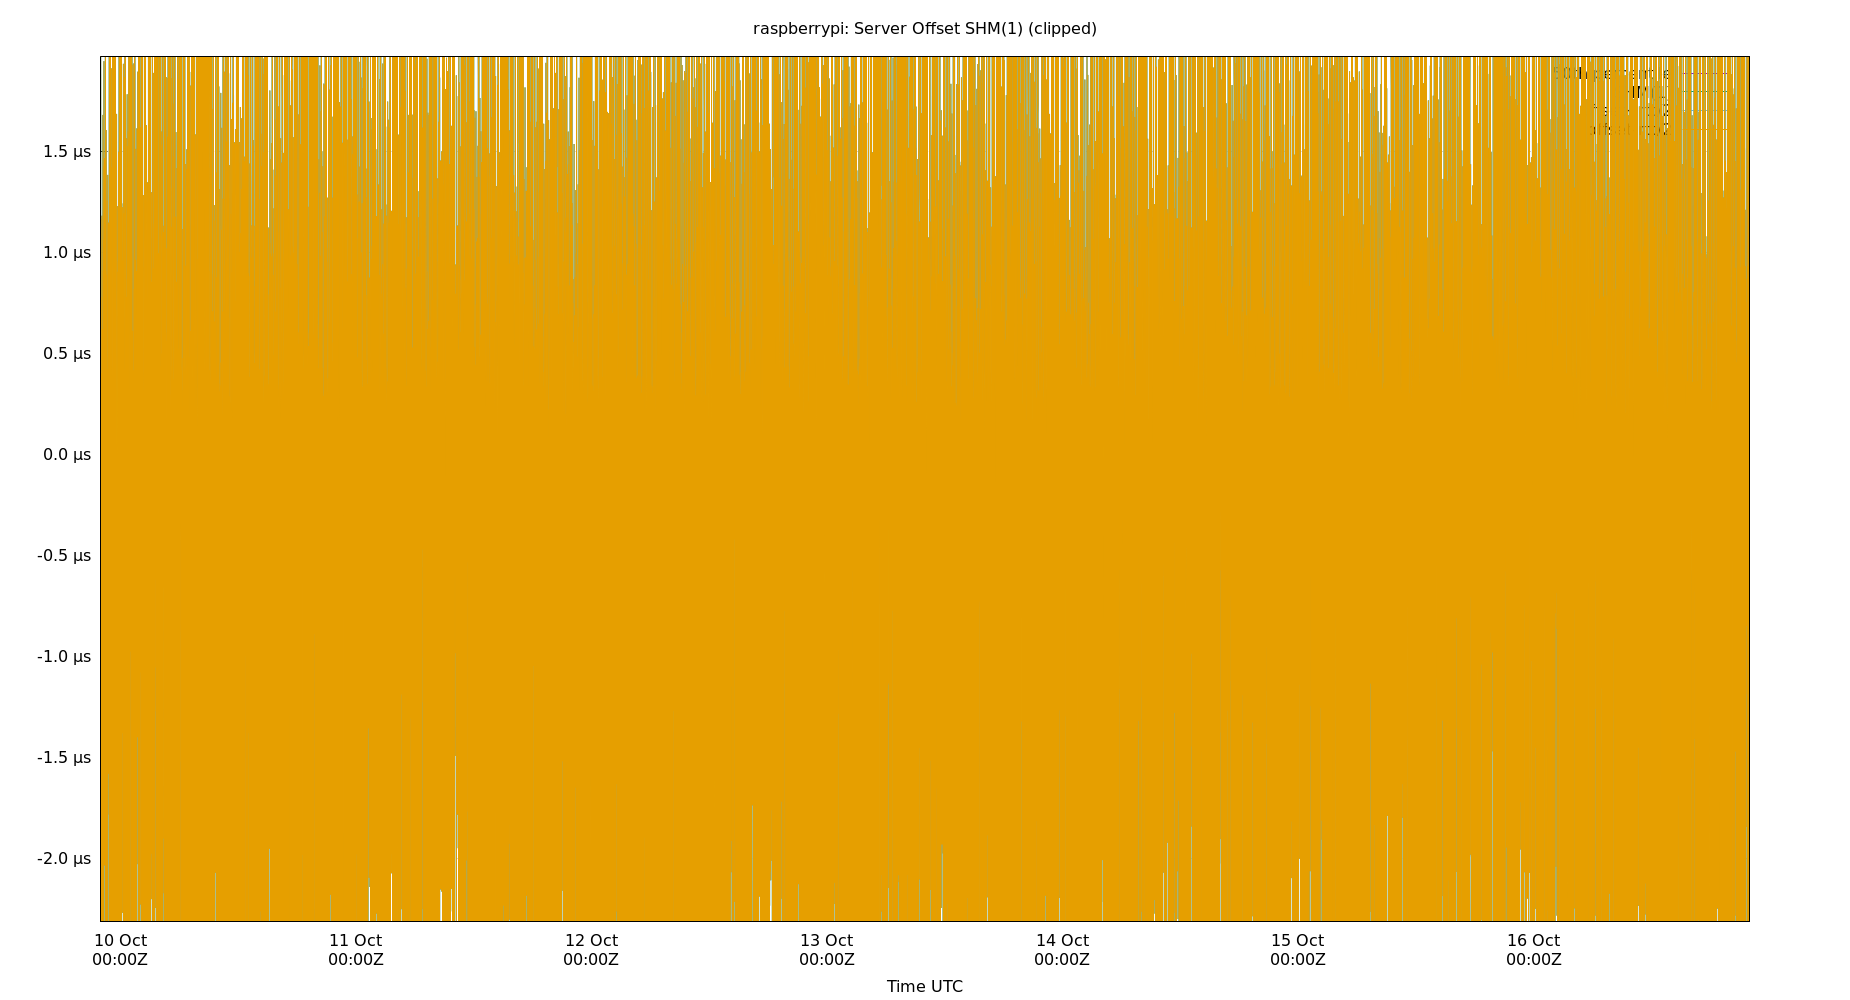 raspberrypi: Server Offset SHM(1) (clipped)
1.5 µs
1.0 µs
0.5 µs
0.0 µs
-0.5 µs
-1.0 µs
-1.5 µs
-2.0 µs
10 Oct 11 Oct 12 Oct 13 Oct 14 Oct 15 Oct 16 Oct
00:00Z 00:00Z 00:00Z 00:00Z 00:00Z 00:00Z 00:00Z
Time UTC